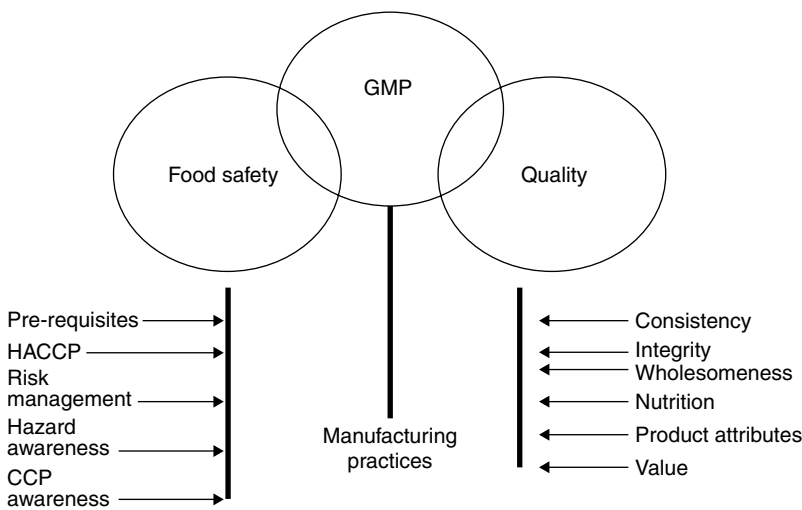 GMP
Food safety
Quality
Pre-requisites
HACCP
Risk
management
Hazard
awareness
CCP
awareness
Manufacturing
practices
Consistency
Integrity
Wholesomeness
Nutrition
Product attributes
Value